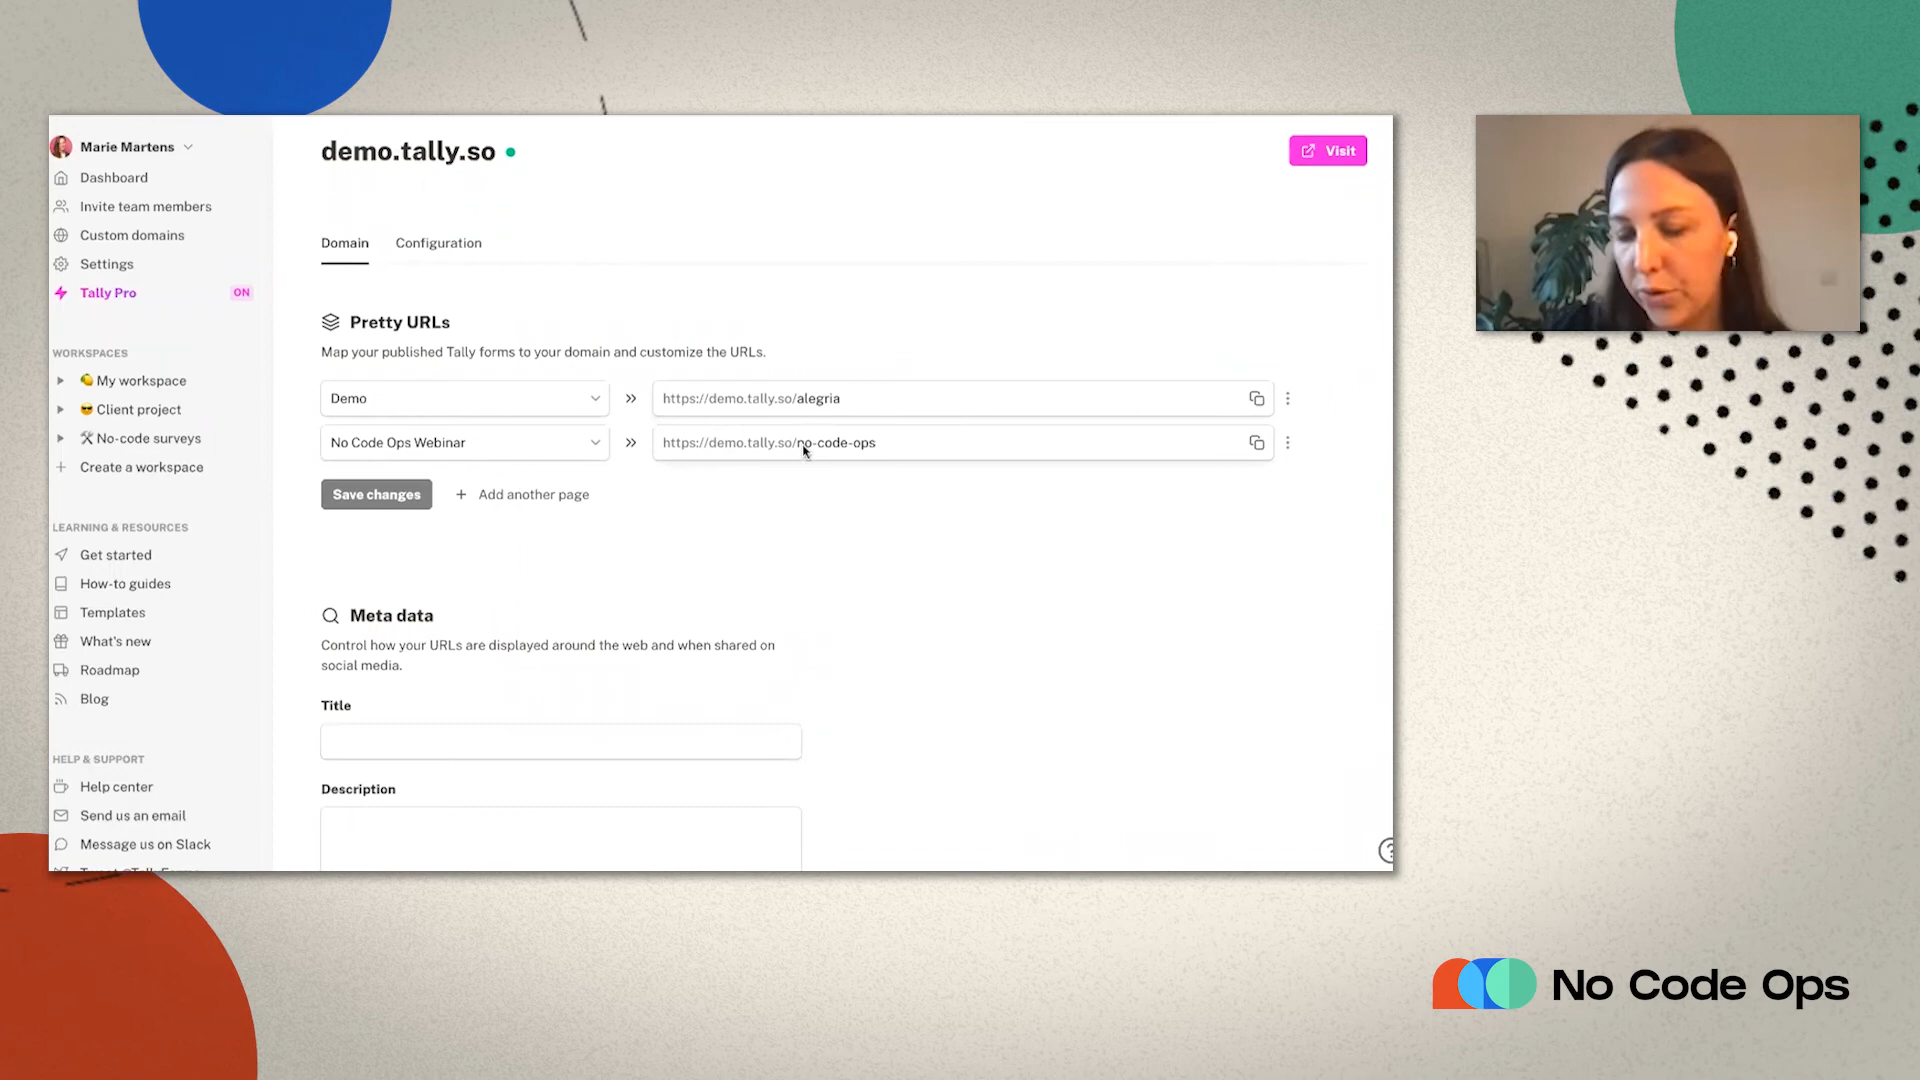 Marie Martens
Dashboard
Invite team members
Custom domains
Settings
Tally Pro ON
WORKSPACES
My workspace
Client project
No-code surveys
Create a workspace
LEARNING & RESOURCES
Get started
How-to guides
Templates
What's new
Roadmap
Blog
HELP & SUPPORT
Help center
Send us an email
Message us on Slack
demo.tally.so
Visit
Domain Configuration
Pretty URLs
Map your published Tally forms to your domain and customize the URLs.
Demo » https://demo.tally.so/alegria
No Code Ops Webinar » https://demo.tally.so/no-code-ops
Save changes + Add another page
Meta data
Control how your URLs are displayed around the web and when shared on
social media.
Title
Description
?
No Code Ops